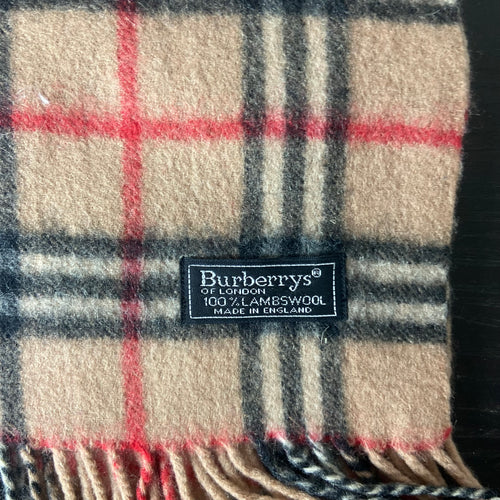 Burberrys®
OF LONDON
100% LAMBSWOOL
MADE IN ENGLAND